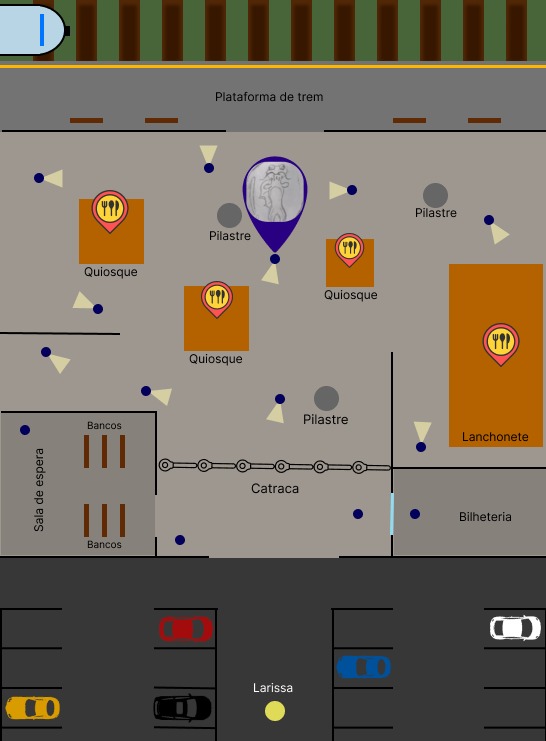 Plataforma de trem
Pilastre
Pilastre
Quiosque
Quiosque
Quiosque
Pilastre
Lanchonete
Bancos
Sala de espera
Catraca
Bilheteria
Bancos
Larissa